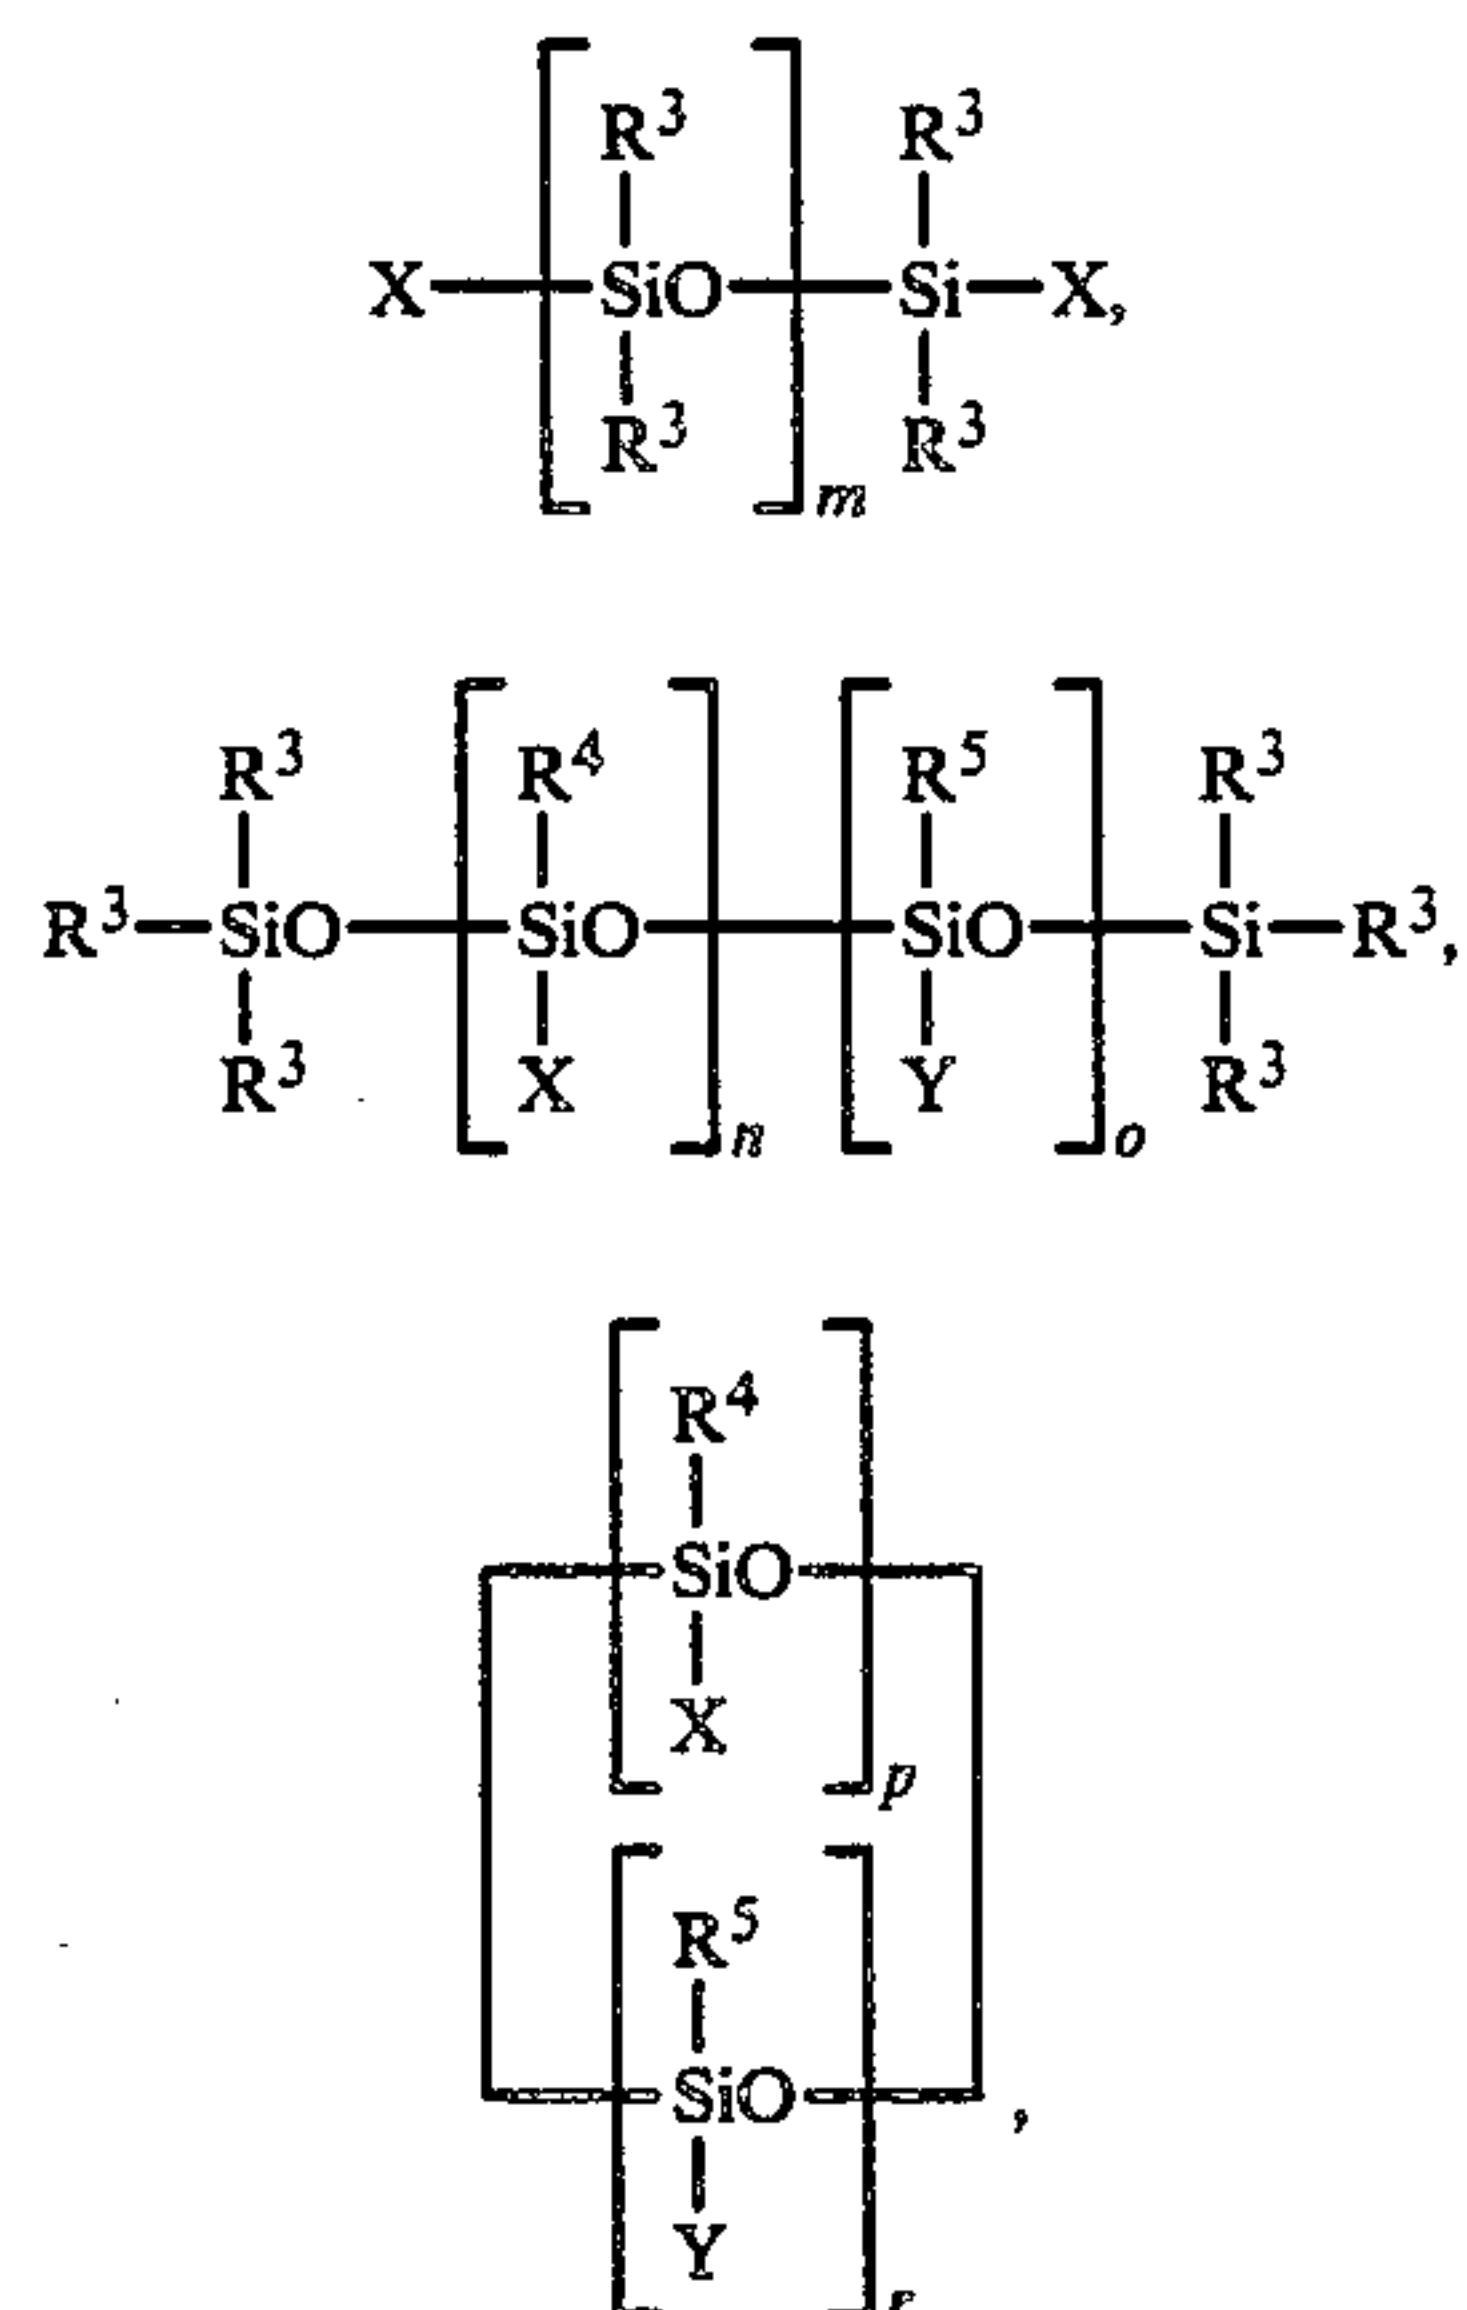 R³ R³
X—SiO—Si—X,
R³ R³
m
R³ R⁴ R⁵ R³
R³—SiO—SiO—SiO—Si—R³,
R³ X Y R³
n o
R⁴
SiO
X
p
R⁵
SiO
,
Y